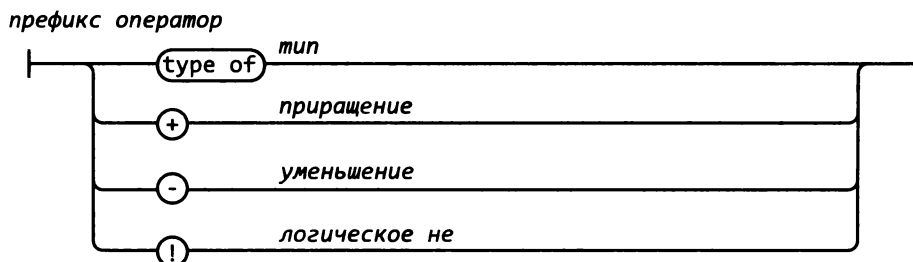 префикс оператор
type of тип
+ приращение
- уменьшение
! логическое не